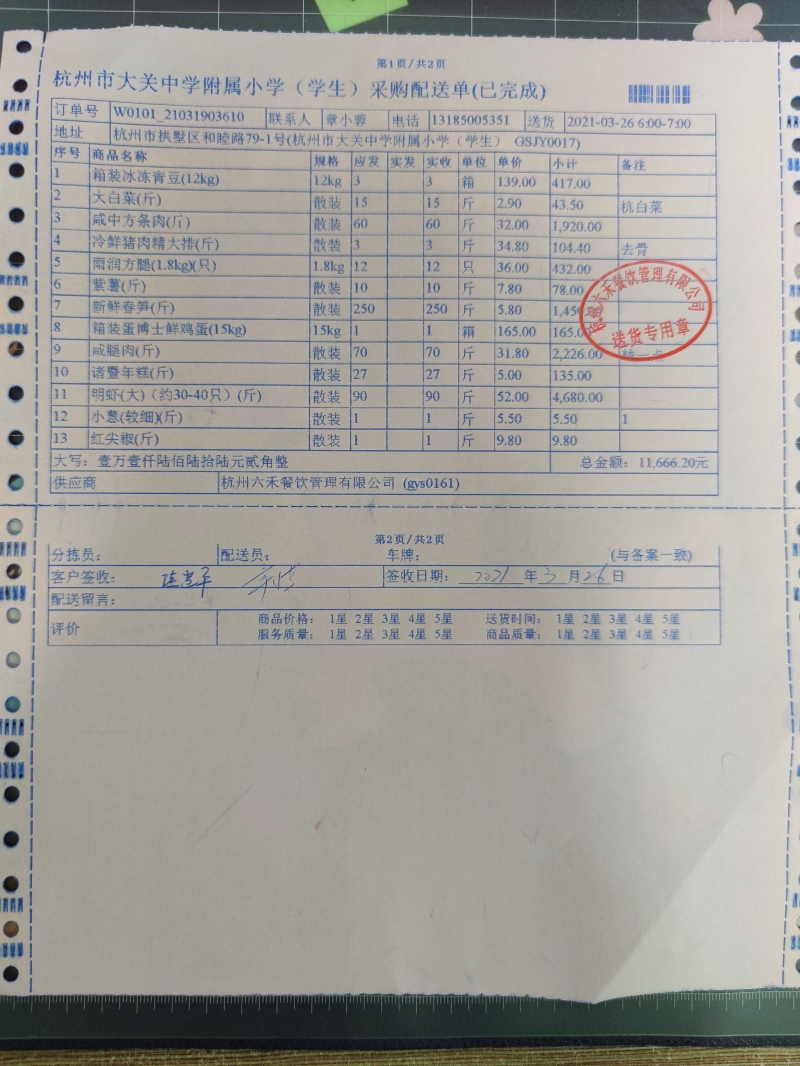 第1页/共2页
杭州市大关中学附属小学（学生）采购配送单(已完成)
订单号 W0101_21031903610 联系人 章小蓉 电话 13185005351 送货 2021-03-26 6:00-7:00
地址 杭州市拱墅区和睦路79-1号(杭州市大关中学附属小学（学生） GSJY0017)
序号 商品名称 规格 应发 实发 实收 单位 单价 小计 备注
1 箱装冰冻青豆(12kg) 12kg 3 3 箱 139.00 417.00
2 大白菜(斤) 散装 15 15 斤 2.90 43.50 杭白菜
3 咸中方条肉(斤) 散装 60 60 斤 32.00 1,920.00
4 冷鲜猪肉精大排(斤) 散装 3 3 斤 34.80 104.40 去骨
5 雨润方腿(1.8kg)(只) 1.8kg 12 12 只 36.00 432.00
6 紫薯(斤) 散装 10 10 斤 7.80 78.00
7 新鲜春笋(斤) 散装 250 250 斤 5.80
8 箱装蛋博士鲜鸡蛋(15kg) 15kg 1 1 箱 165.00 165.00
9 咸腿肉(斤) 散装 70 70 斤 31.80 2,226.00 精一点
10 诸暨年糕(斤) 散装 27 27 斤 5.00 135.00
11 明虾(大)（约30-40只）(斤) 散装 90 90 斤 52.00 4,680.00
12 小葱(较细)(斤) 散装 1 1 斤 5.50 5.50 1
13 红尖椒(斤) 散装 1 1 斤 9.80 9.80
大写：壹万壹仟陆佰陆拾陆元贰角整 总金额：11,666.20元
供应商 杭州六禾餐饮管理有限公司 (gys0161)
六禾餐饮管理有限公司
送货专用章
第2页/共2页
分拣员： 配送员： 车牌： (与备案一致)
客户签收： 签收日期： 2021 年 3 月 26 日
配送留言：
评价 商品价格： 1星 2星 3星 4星 5星 送货时间： 1星 2星 3星 4星 5星
服务质量： 1星 2星 3星 4星 5星 商品质量： 1星 2星 3星 4星 5星